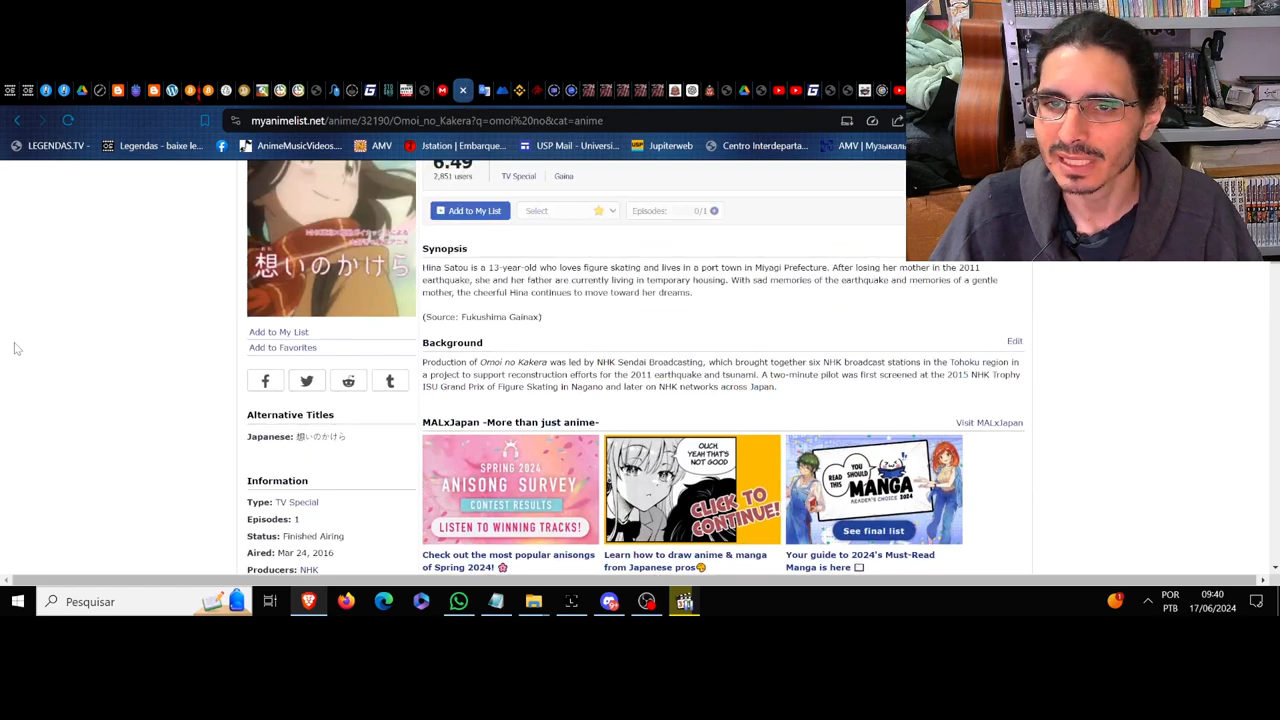 myanimelist.net/anime/32190/Omoi_no_Kakera?q=omoi%20no&cat=anime
LEGENDAS.TV -
Legendas - baixe le...
AnimeMusicVideos....
AMV
Jstation | Embarque...
USP Mail - Universi...
Jupiterweb
Centro Interdeparta...
AMV | Музыкаль
6.49
2,851 users
TV Special
Gaina
Add to My List
Select
Episodes: 0/1
想いのかけら
Add to My List
Add to Favorites
Alternative Titles
Japanese: 想いのかけら
Information
Type: TV Special
Episodes: 1
Status: Finished Airing
Aired: Mar 24, 2016
Producers: NHK
Synopsis
Hina Satou is a 13-year-old who loves figure skating and lives in a port town in Miyagi Prefecture. After losing her mother in the 2011
earthquake, she and her father are currently living in temporary housing. With sad memories of the earthquake and memories of a gentle
mother, the cheerful Hina continues to move toward her dreams.
(Source: Fukushima Gainax)
Background
Edit
Production of Omoi no Kakera was led by NHK Sendai Broadcasting, which brought together six NHK broadcast stations in the Tohoku region in
a project to support reconstruction efforts for the 2011 earthquake and tsunami. A two-minute pilot was first screened at the 2015 NHK Trophy
ISU Grand Prix of Figure Skating in Nagano and later on NHK networks across Japan.
MALxJapan -More than just anime-
Visit MALxJapan
SPRING 2024
ANISONG SURVEY
CONTEST RESULTS
LISTEN TO WINNING TRACKS!
OUCH,
YEAH THAT'S
NOT GOOD
CLICK TO
CONTINUE!
READ
THIS
YOU
SHOULD
MANGA
READER'S CHOICE 2024
See final list
Check out the most popular anisongs
of Spring 2024!
Learn how to draw anime & manga
from Japanese pros
Your guide to 2024's Must-Read
Manga is here
Pesquisar
POR
PTB
09:40
17/06/2024